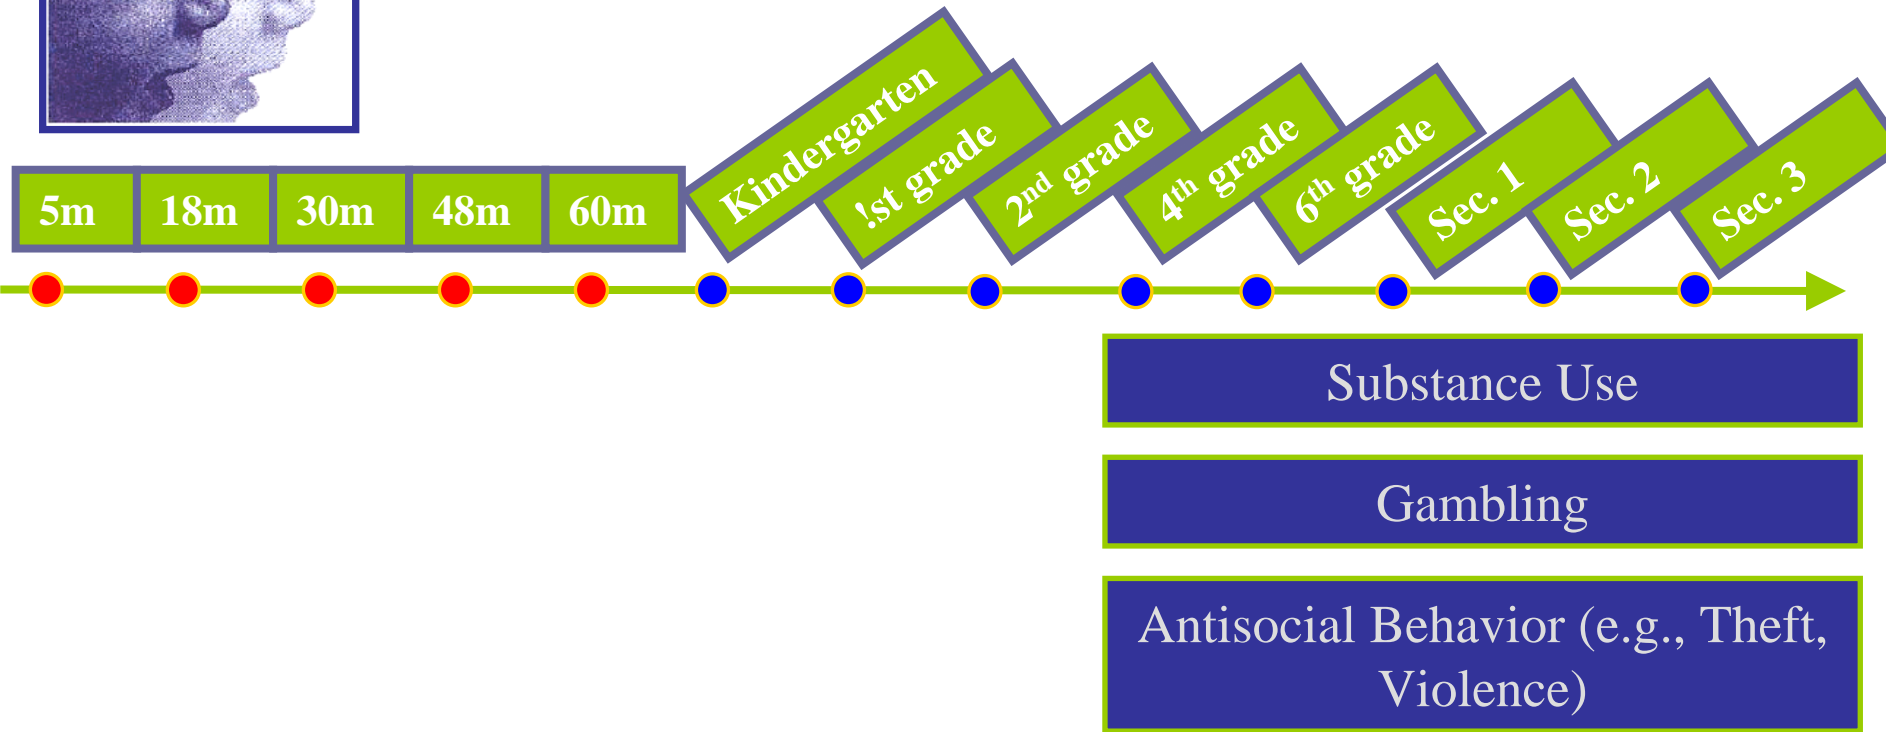 5m
18m
30m
48m
60m
Kindergarten
!st grade
2nd grade
4th grade
6th grade
Sec. 1
Sec. 2
Sec. 3
Substance Use
Gambling
Antisocial Behavior (e.g., Theft,
Violence)